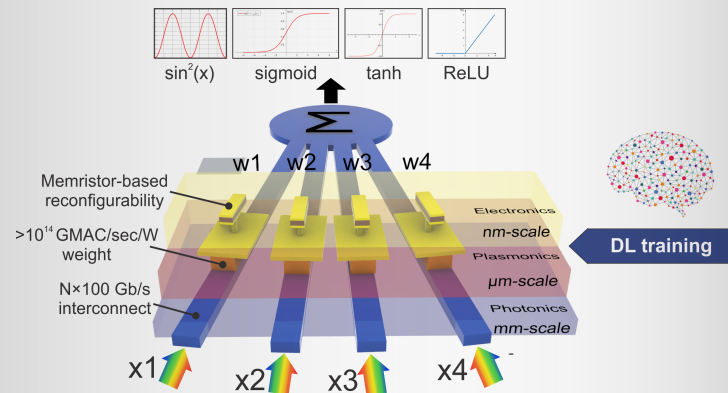 sin²(x)
sigmoid
tanh
ReLU
Σ
w1
w2
w3
w4
Memristor-based
reconfigurability
>10¹⁴ GMAC/sec/W
weight
N×100 Gb/s
interconnect
Electronics
nm-scale
Plasmonics
µm-scale
Photonics
mm-scale
DL training
x1
x2
x3
x4